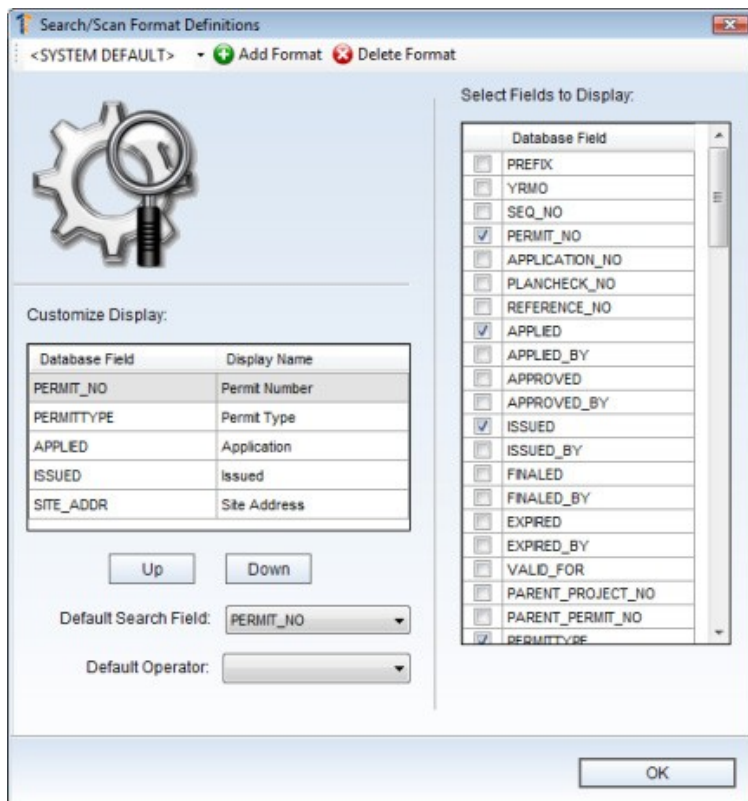 Search/Scan Format Definitions
<SYSTEM DEFAULT> Add Format Delete Format
Select Fields to Display:
Database Field
PREFIX
YRMO
SEQ_NO
PERMIT_NO
APPLICATION_NO
PLANCHECK_NO
REFERENCE_NO
APPLIED
APPLIED_BY
APPROVED
APPROVED_BY
ISSUED
ISSUED_BY
FINALED
FINALED_BY
EXPIRED
EXPIRED_BY
VALID_FOR
PARENT_PROJECT_NO
PARENT_PERMIT_NO
PERMITTYPE
Customize Display:
Database Field Display Name
PERMIT_NO Permit Number
PERMITTYPE Permit Type
APPLIED Application
ISSUED Issued
SITE_ADDR Site Address
Up Down
Default Search Field: PERMIT_NO
Default Operator:
OK